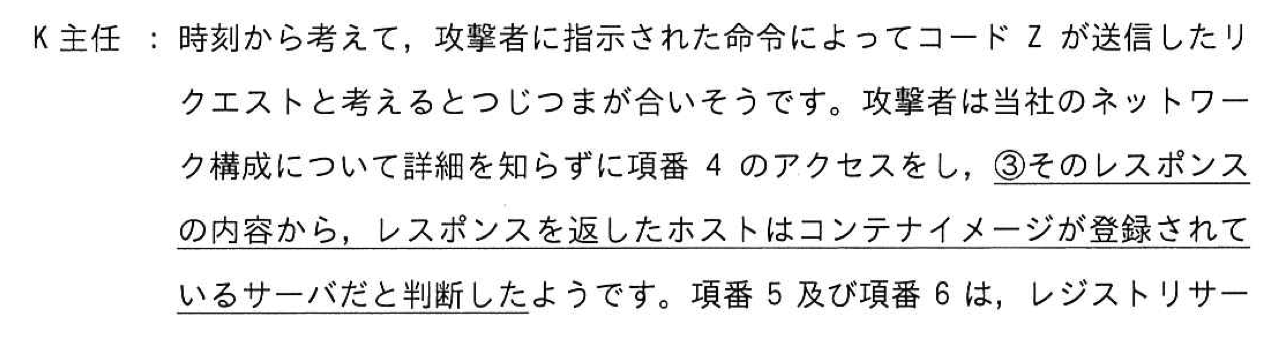 K 主任 ： 時刻から考えて，攻撃者に指示された命令によってコード Z が送信したリ
クエストと考えるとつじつまが合いそうです。攻撃者は当社のネットワー
ク構成について詳細を知らずに項番 4 のアクセスをし，③そのレスポンス
の内容から，レスポンスを返したホストはコンテナイメージが登録されて
いるサーバだと判断したようです。項番 5 及び項番 6 は，レジストリサー